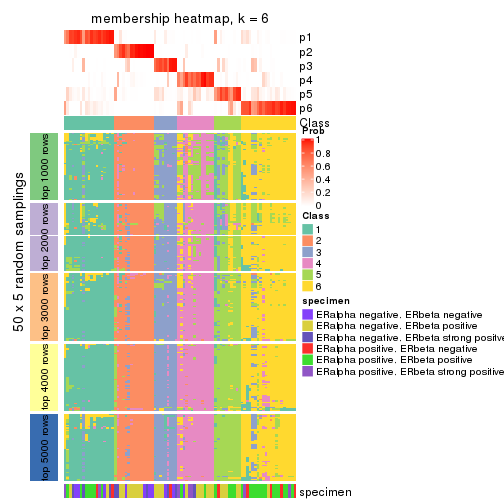 membership heatmap, k = 6
p1
p2
p3
p4
p5
p6
Class
50 x 5 random samplings
top 1000 rows
top 2000 rows
top 3000 rows
top 4000 rows
top 5000 rows
specimen
Prob
1
0.8
0.6
0.4
0.2
0
Class
1
2
3
4
5
6
specimen
ERalpha negative. ERbeta negative
ERalpha negative. ERbeta positive
ERalpha negative. ERbeta strong positive
ERalpha positive. ERbeta negative
ERalpha positive. ERbeta positive
ERalpha positive. ERbeta strong positive